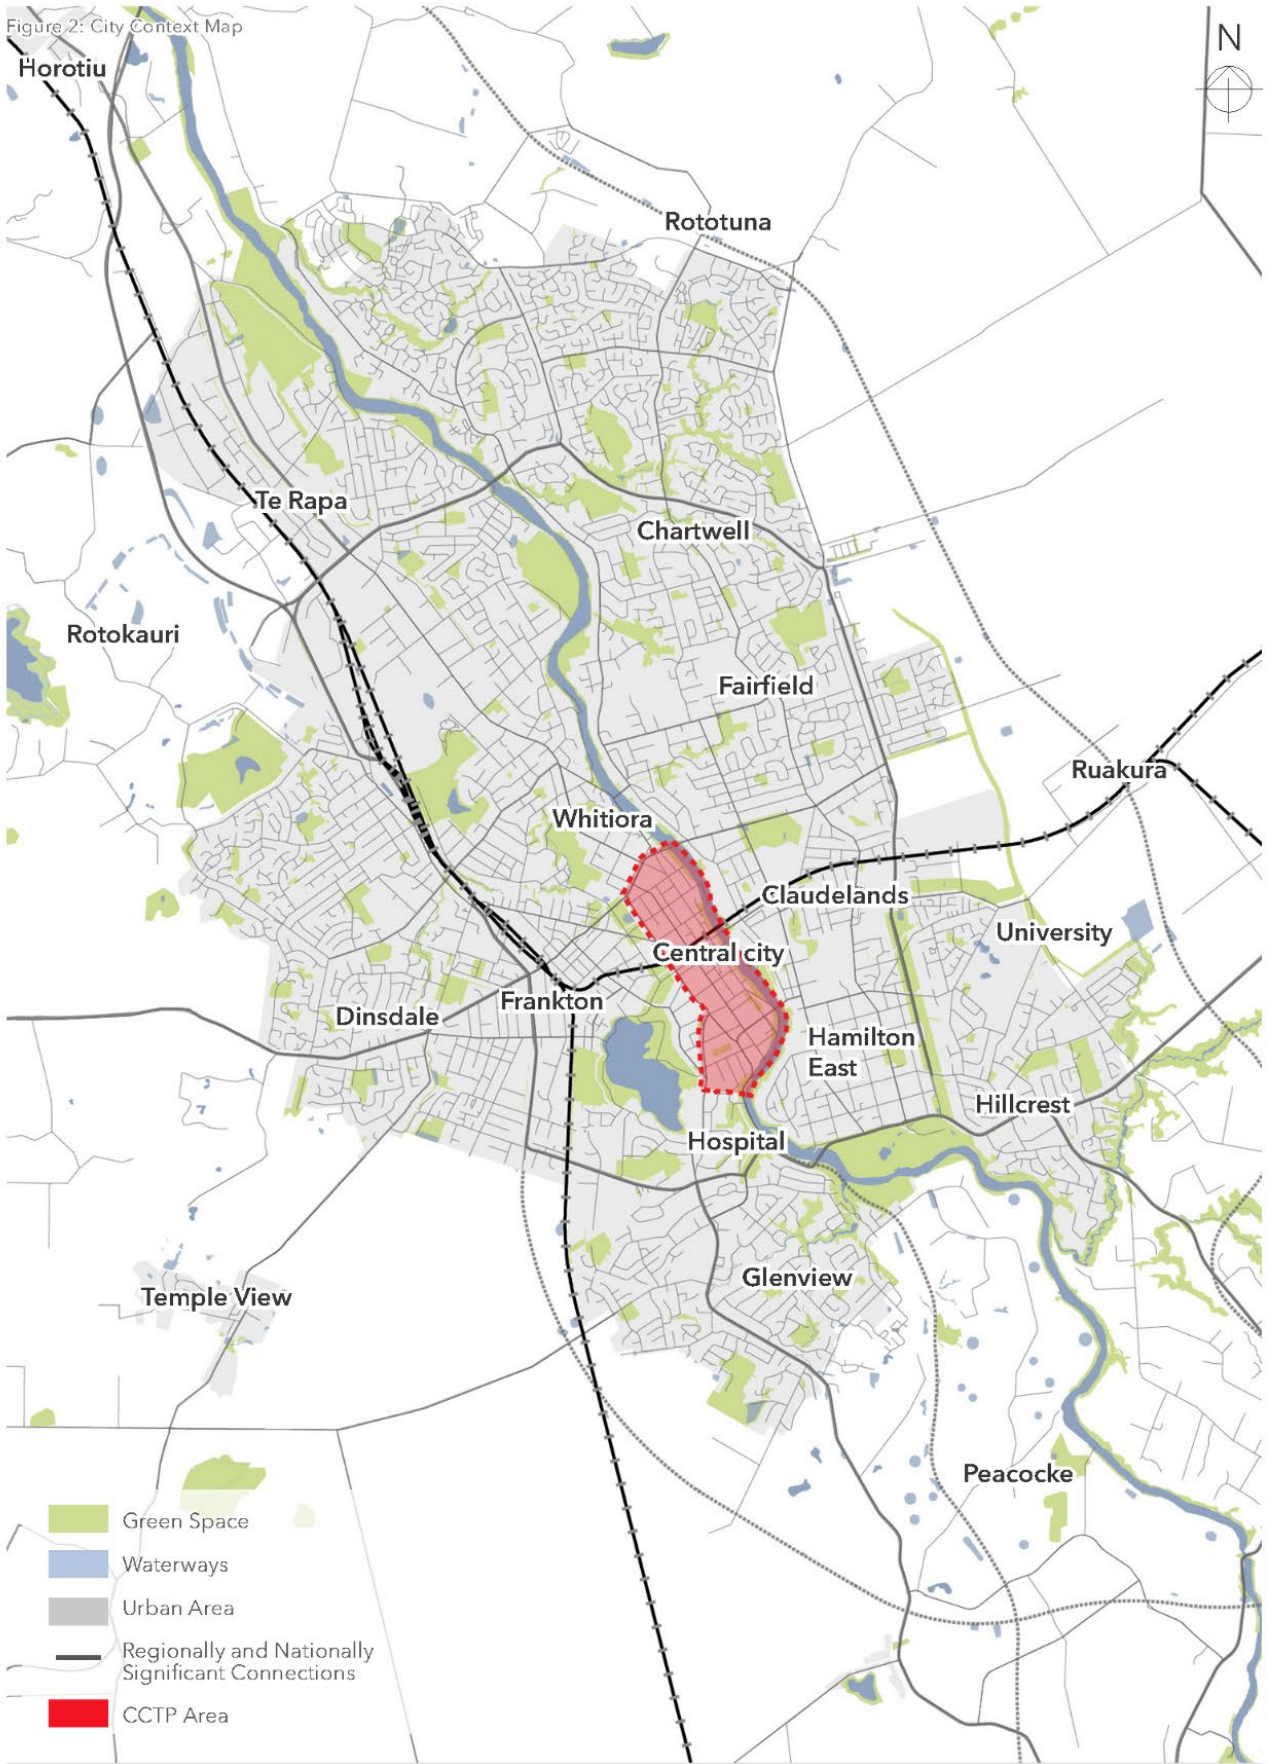 Figure 2: City Context Map
N
Horotiu
Rototuna
Te Rapa
Chartwell
Rotokauri
Fairfield
Ruakura
Whitiora
Claudelands
University
Central city
Frankton
Dinsdale
Hamilton
East
Hillcrest
Hospital
Glenview
Temple View
Peacocke
Green Space
Waterways
Urban Area
Regionally and Nationally
Significant Connections
CCTP Area